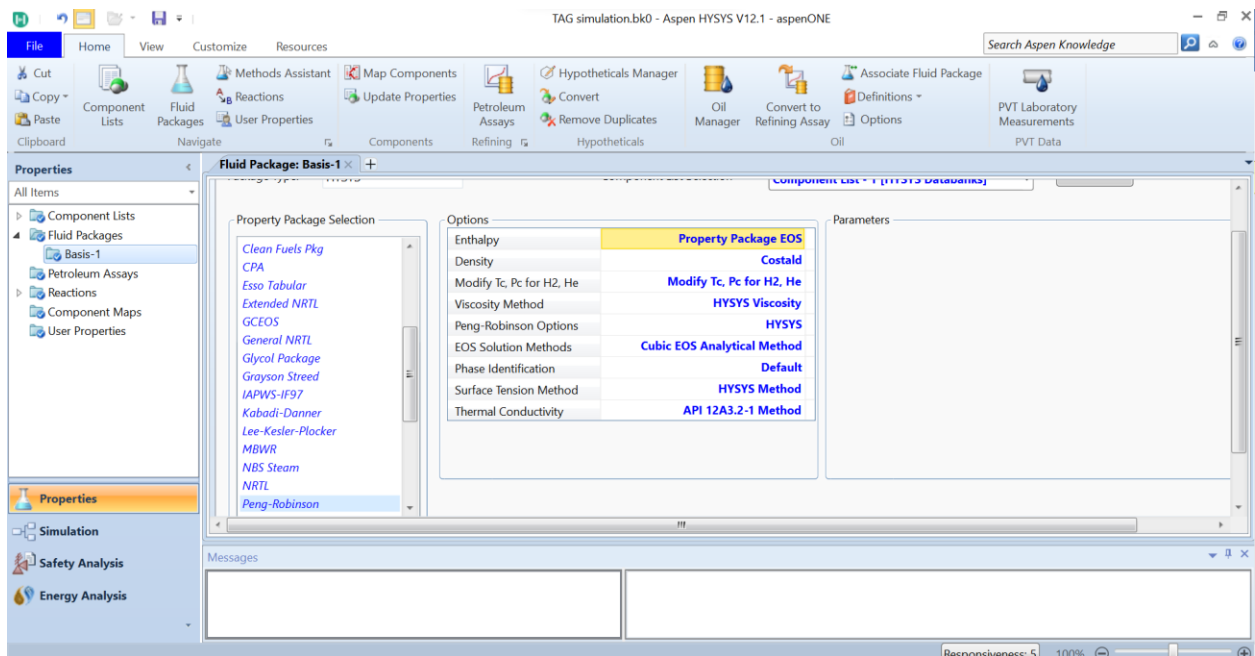 TAG simulation.bk0 - Aspen HYSYS V12.1 - aspenONE
File Home View Customize Resources Search Aspen Knowledge
Cut
Copy
Paste
Clipboard
Component Lists
Fluid Packages
Methods Assistant
Reactions
User Properties
Navigate
Map Components
Update Properties
Components
Petroleum Assays
Refining
Hypotheticals Manager
Convert
Remove Duplicates
Hypotheticals
Oil Manager
Convert to Refining Assay
Associate Fluid Package
Definitions
Options
Oil
PVT Laboratory Measurements
PVT Data
Properties
All Items
Component Lists
Fluid Packages
Basis-1
Petroleum Assays
Reactions
Component Maps
User Properties
Properties
Simulation
Safety Analysis
Energy Analysis
Fluid Package: Basis-1
Component List - 1 [HYSYS Databanks]
Property Package Selection
Clean Fuels Pkg
CPA
Esso Tabular
Extended NRTL
GCEOS
General NRTL
Glycol Package
Grayson Streed
IAPWS-IF97
Kabadi-Danner
Lee-Kesler-Plocker
MBWR
NBS Steam
NRTL
Peng-Robinson
Options
Enthalpy Property Package EOS
Density Costald
Modify Tc, Pc for H2, He Modify Tc, Pc for H2, He
Viscosity Method HYSYS Viscosity
Peng-Robinson Options HYSYS
EOS Solution Methods Cubic EOS Analytical Method
Phase Identification Default
Surface Tension Method HYSYS Method
Thermal Conductivity API 12A3.2-1 Method
Parameters
Messages
Responsiveness: 5 100%